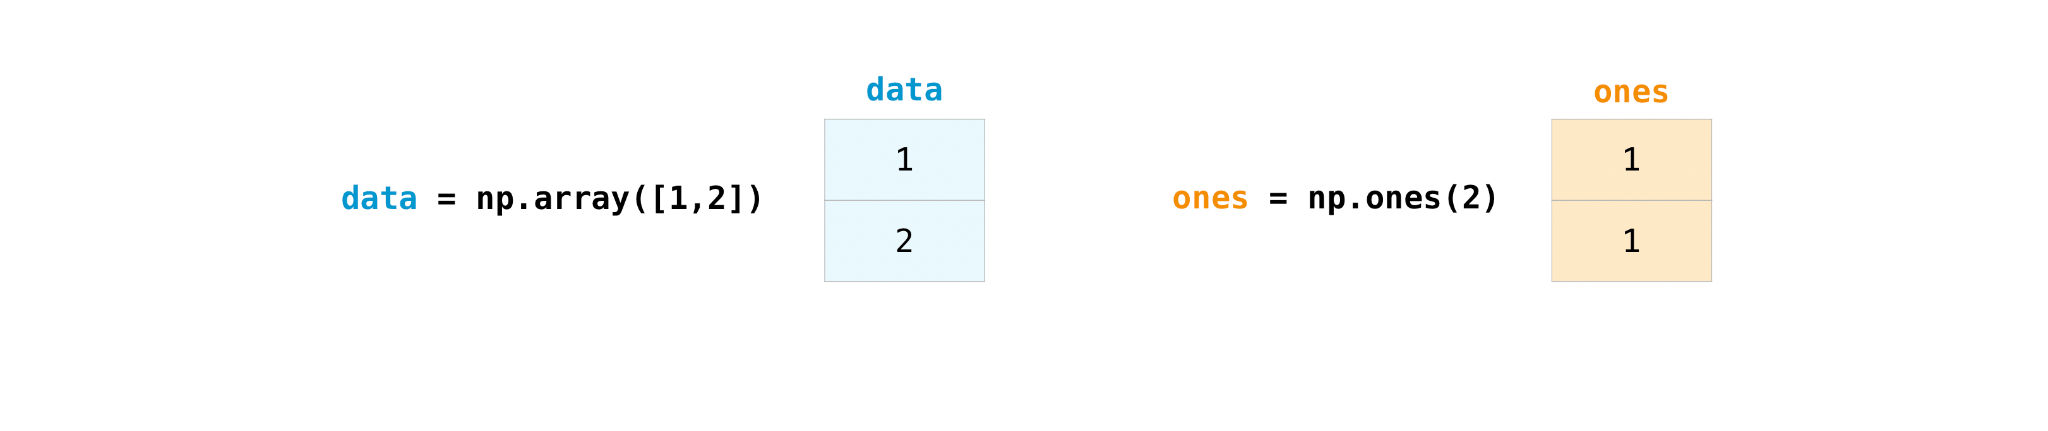 data
ones
data = np.array([1,2])
1
2
ones = np.ones(2)
1
1